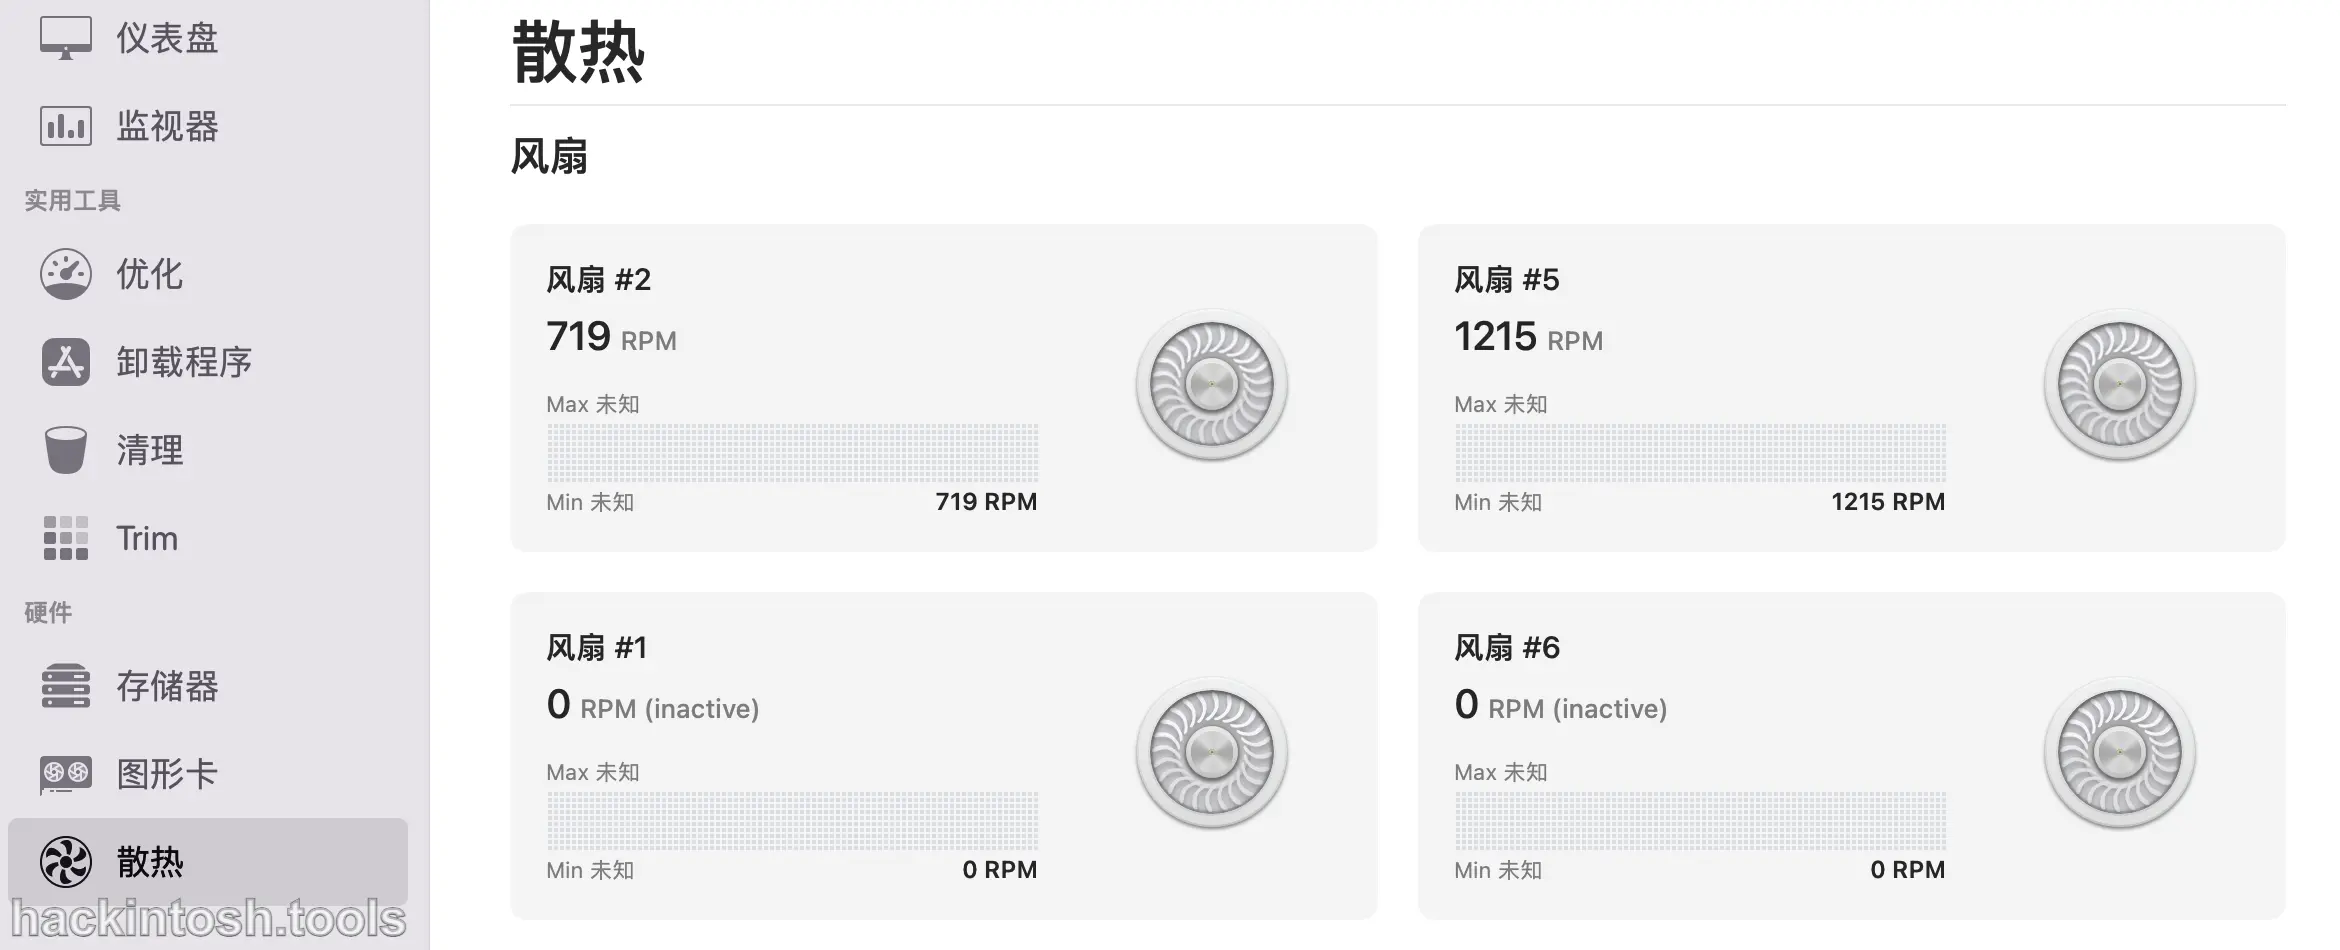 仪表盘
监视器
实用工具
优化
卸载程序
清理
Trim
硬件
存储器
图形卡
散热
hackintosh.tools
散热
风扇
风扇 #2
719 RPM
Max 未知
Min 未知 719 RPM
风扇 #5
1215 RPM
Max 未知
Min 未知 1215 RPM
风扇 #1
0 RPM (inactive)
Max 未知
Min 未知 0 RPM
风扇 #6
0 RPM (inactive)
Max 未知
Min 未知 0 RPM